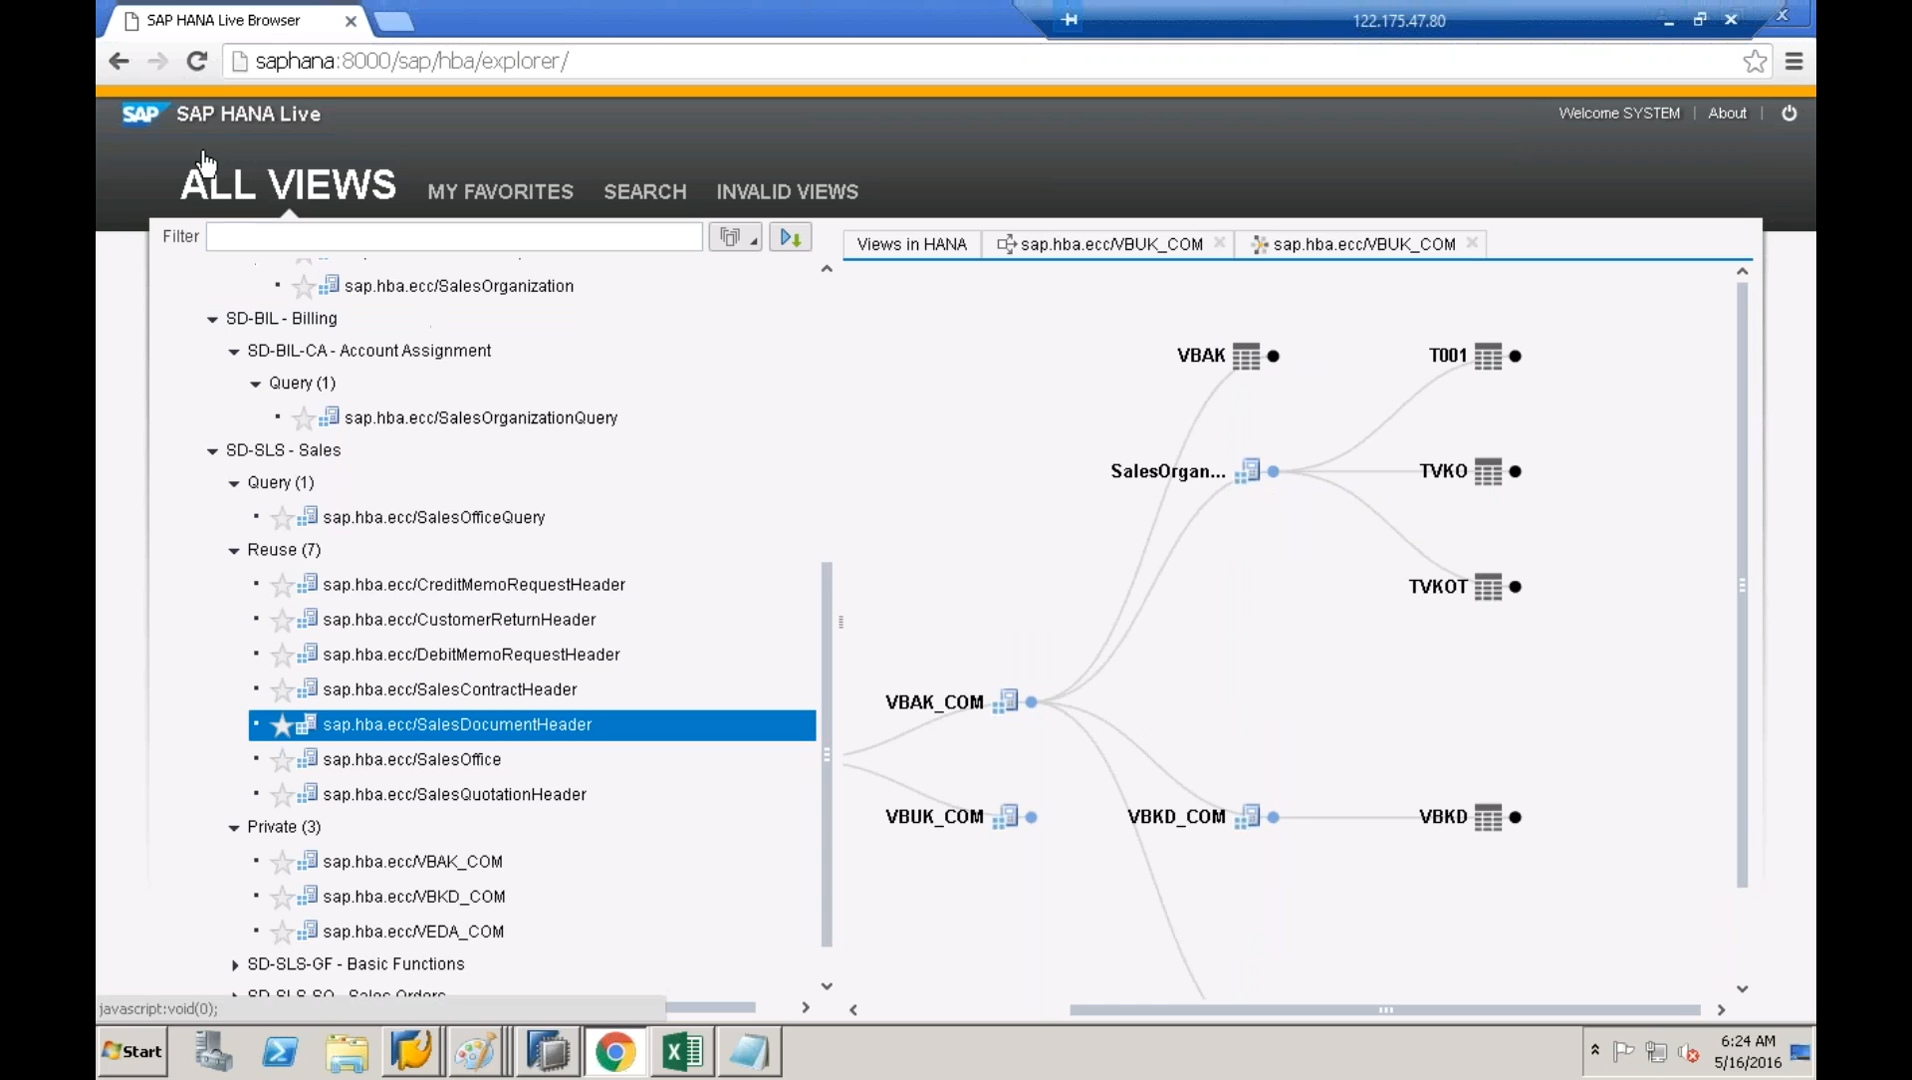 SAP HANA Live Browser
122.175.47.80
saphana:8000/sap/hba/explorer/
SAP SAP HANA Live
Welcome SYSTEM | About |
ALL VIEWS MY FAVORITES SEARCH INVALID VIEWS
Filter
Views in HANA
sap.hba.ecc/VBUK_COM
sap.hba.ecc/VBUK_COM
sap.hba.ecc/SalesOrganization
SD-BIL - Billing
SD-BIL-CA - Account Assignment
Query (1)
sap.hba.ecc/SalesOrganizationQuery
SD-SLS - Sales
Query (1)
sap.hba.ecc/SalesOfficeQuery
Reuse (7)
sap.hba.ecc/CreditMemoRequestHeader
sap.hba.ecc/CustomerReturnHeader
sap.hba.ecc/DebitMemoRequestHeader
sap.hba.ecc/SalesContractHeader
sap.hba.ecc/SalesDocumentHeader
sap.hba.ecc/SalesOffice
sap.hba.ecc/SalesQuotationHeader
Private (3)
sap.hba.ecc/VBAK_COM
sap.hba.ecc/VBKD_COM
sap.hba.ecc/VEDA_COM
SD-SLS-GF - Basic Functions
SD-SLS-SO - Sales Orders
VBAK
T001
SalesOrgan...
TVKO
TVKOT
VBAK_COM
VBUK_COM
VBKD_COM
VBKD
javascript:void(0);
Start
6:24 AM
5/16/2016